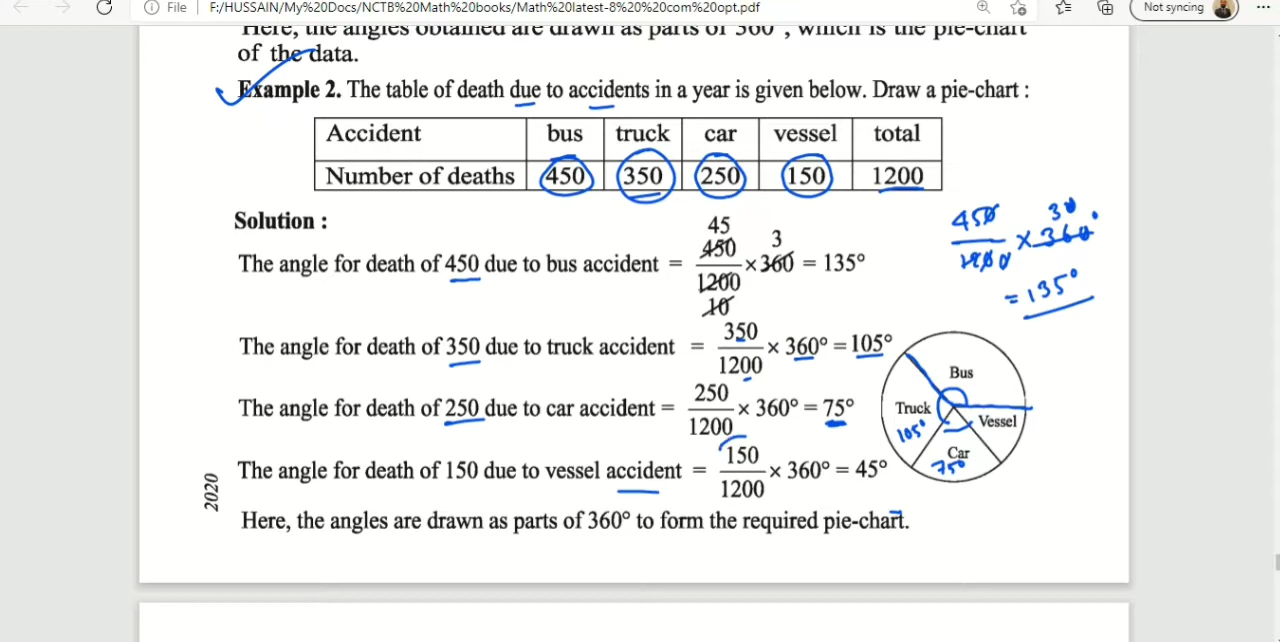 File F:/HUSSAIN/My%20Docs/NCTB%20Math%20books/Math%20latest-8%20%20com%20opt.pdf Not syncing
Here, the angles obtained are drawn as parts of 360°, which is the pie-chart
of the data.
Example 2. The table of death due to accidents in a year is given below. Draw a pie-chart :
Accident bus truck car vessel total
Number of deaths 450 350 250 150 1200
Solution :
45
The angle for death of 450 due to bus accident = 450/1200 × 360 = 135°
3
10
450/1200 × 360°
30
= 135°
The angle for death of 350 due to truck accident = 350/1200 × 360° = 105°
The angle for death of 250 due to car accident = 250/1200 × 360° = 75°
The angle for death of 150 due to vessel accident = 150/1200 × 360° = 45°
Bus
Truck
105°
Vessel
Car
75°
2020
Here, the angles are drawn as parts of 360° to form the required pie-chart.